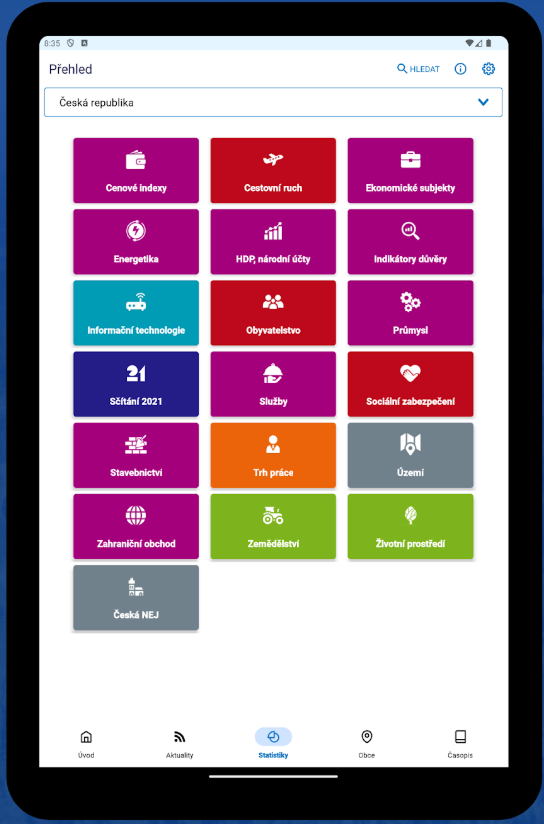 8:35
Přehled
HLEDAT
Česká republika
Cenové indexy
Cestovní ruch
Ekonomické subjekty
Energetika
HDP, národní účty
Indikátory důvěry
Informační technologie
Obyvatelstvo
Průmysl
21
Sčítání 2021
Služby
Sociální zabezpečení
Stavebnictví
Trh práce
Území
Zahraniční obchod
Zemědělství
Životní prostředí
Česká NEJ
Úvod
Aktuality
Statistiky
Obce
Časopis